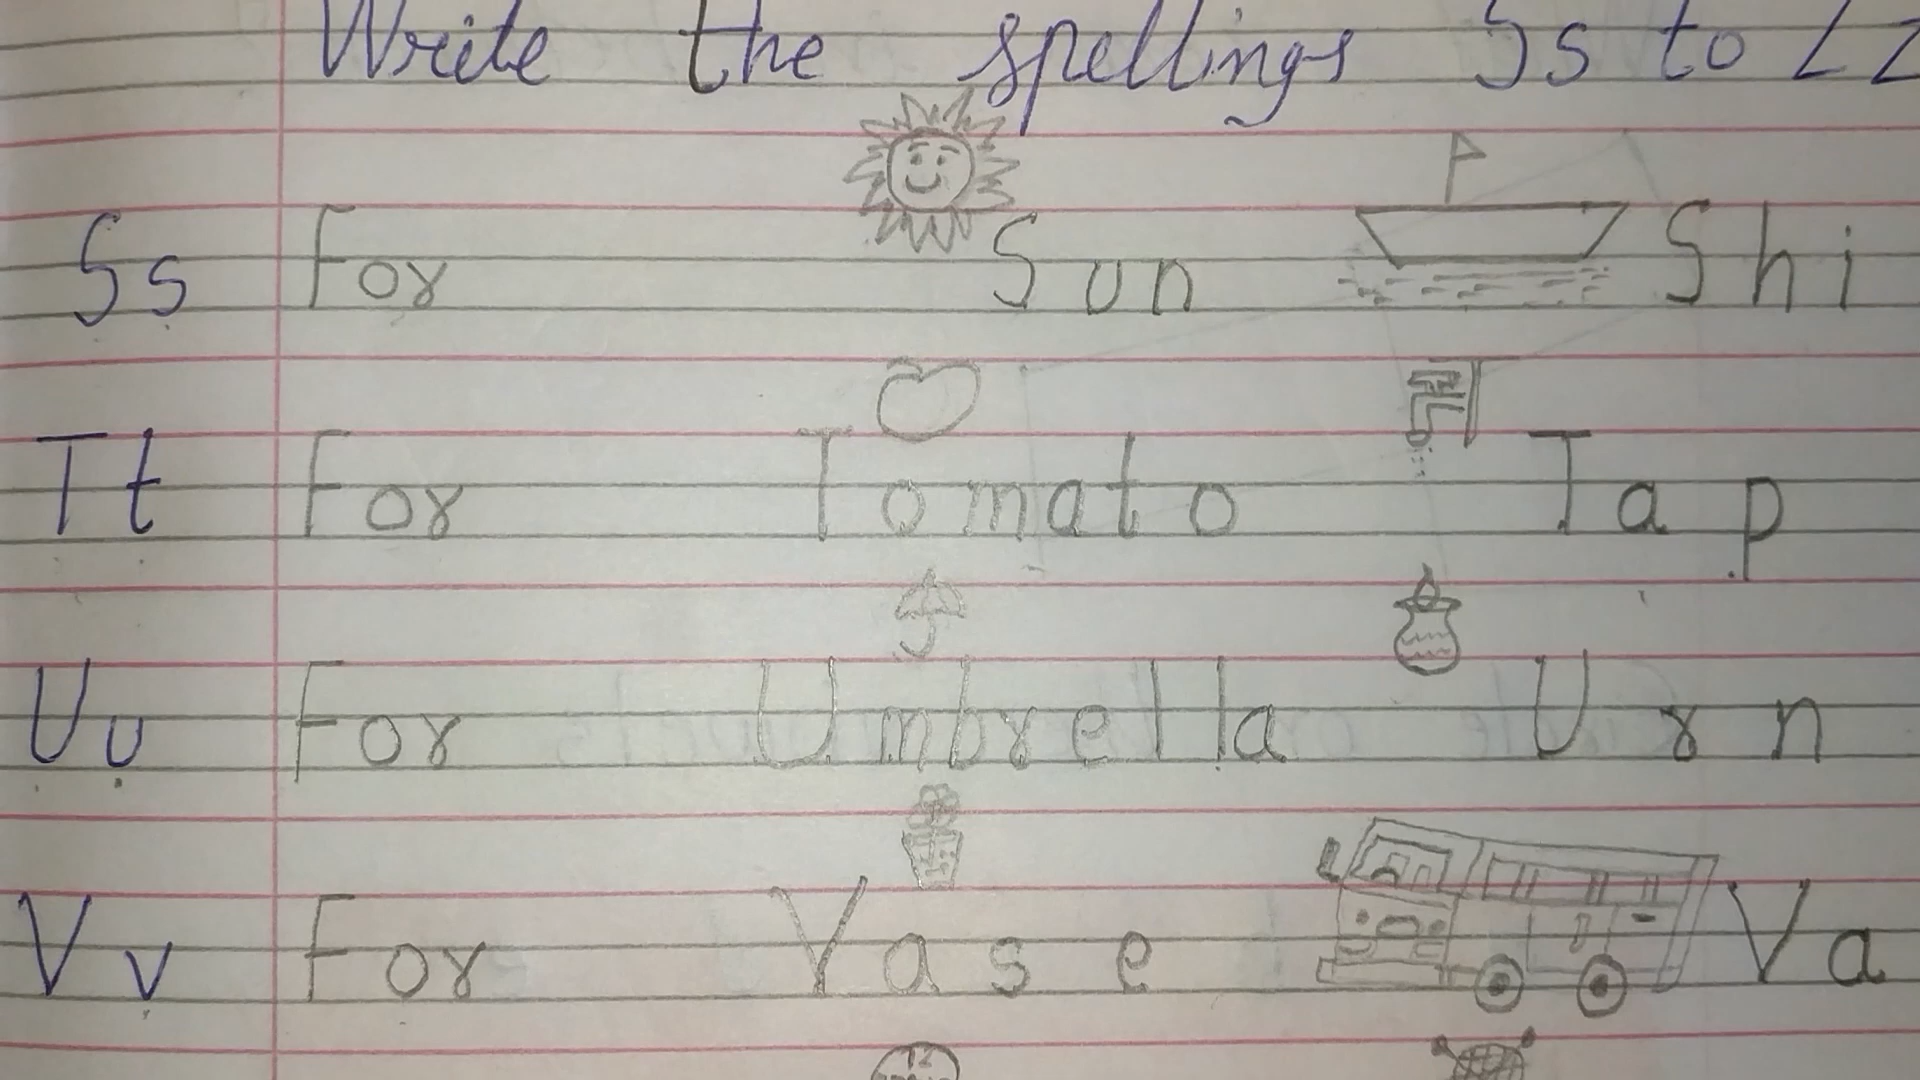 Write the spellings Ss to Zz
Ss For Sun Shi
Tt For Tomato Tap
Uu For Umbrella Urn
Vv For Vase Va
12